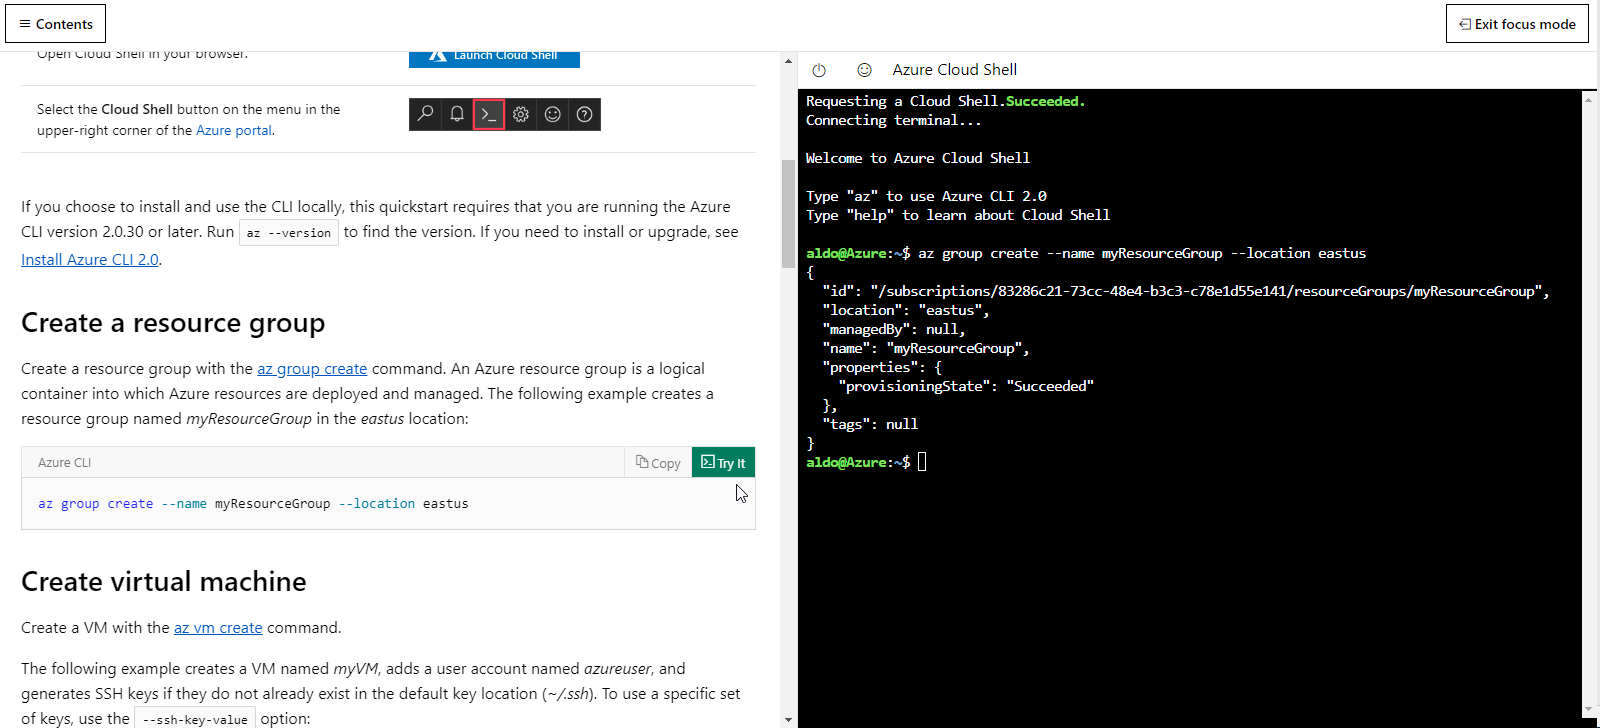 Contents
Exit focus mode
Open Cloud Shell in your browser.
Launch Cloud Shell
Select the Cloud Shell button on the menu in the
upper-right corner of the Azure portal.
If you choose to install and use the CLI locally, this quickstart requires that you are running the Azure
CLI version 2.0.30 or later. Run az --version to find the version. If you need to install or upgrade, see
Install Azure CLI 2.0.
Create a resource group
Create a resource group with the az group create command. An Azure resource group is a logical
container into which Azure resources are deployed and managed. The following example creates a
resource group named myResourceGroup in the eastus location:
Azure CLI
Copy
Try It
az group create --name myResourceGroup --location eastus
Create virtual machine
Create a VM with the az vm create command.
The following example creates a VM named myVM, adds a user account named azureuser, and
generates SSH keys if they do not already exist in the default key location (~/.ssh). To use a specific set
of keys, use the --ssh-key-value option:
Azure Cloud Shell
Requesting a Cloud Shell.Succeeded.
Connecting terminal...
Welcome to Azure Cloud Shell
Type "az" to use Azure CLI 2.0
Type "help" to learn about Cloud Shell
aldo@Azure:~$ az group create --name myResourceGroup --location eastus
{
"id": "/subscriptions/83286c21-73cc-48e4-b3c3-c78e1d55e141/resourceGroups/myResourceGroup",
"location": "eastus",
"managedBy": null,
"name": "myResourceGroup",
"properties": {
"provisioningState": "Succeeded"
},
"tags": null
}
aldo@Azure:~$